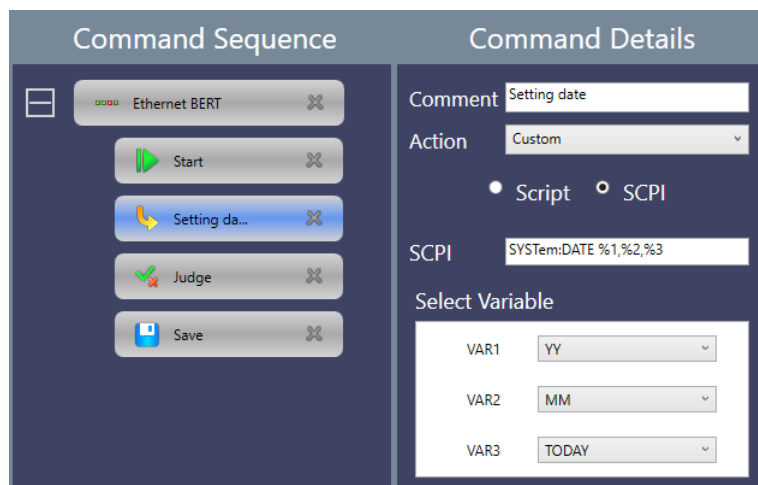 Command Sequence
Ethernet BERT
Start
Setting da...
Judge
Save
Command Details
Comment Setting date
Action Custom
Script SCPI
SCPI SYSTem:DATE %1,%2,%3
Select Variable
VAR1 YY
VAR2 MM
VAR3 TODAY